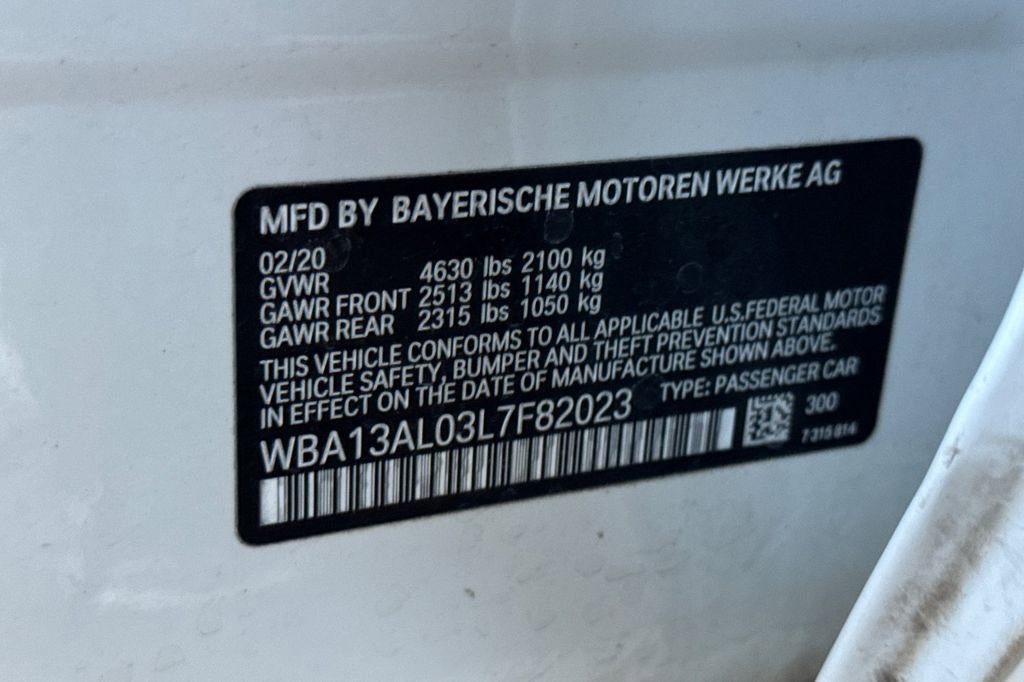 MFD BY BAYERISCHE MOTOREN WERKE AG
02/20
GVWR 4630 lbs 2100 kg
GAWR FRONT 2513 lbs 1140 kg
GAWR REAR 2315 lbs 1050 kg
THIS VEHICLE CONFORMS TO ALL APPLICABLE U.S.FEDERAL MOTOR
VEHICLE SAFETY, BUMPER AND THEFT PREVENTION STANDARDS
IN EFFECT ON THE DATE OF MANUFACTURE SHOWN ABOVE.
WBA13AL03L7F82023 TYPE: PASSENGER CAR
300
7 315 814